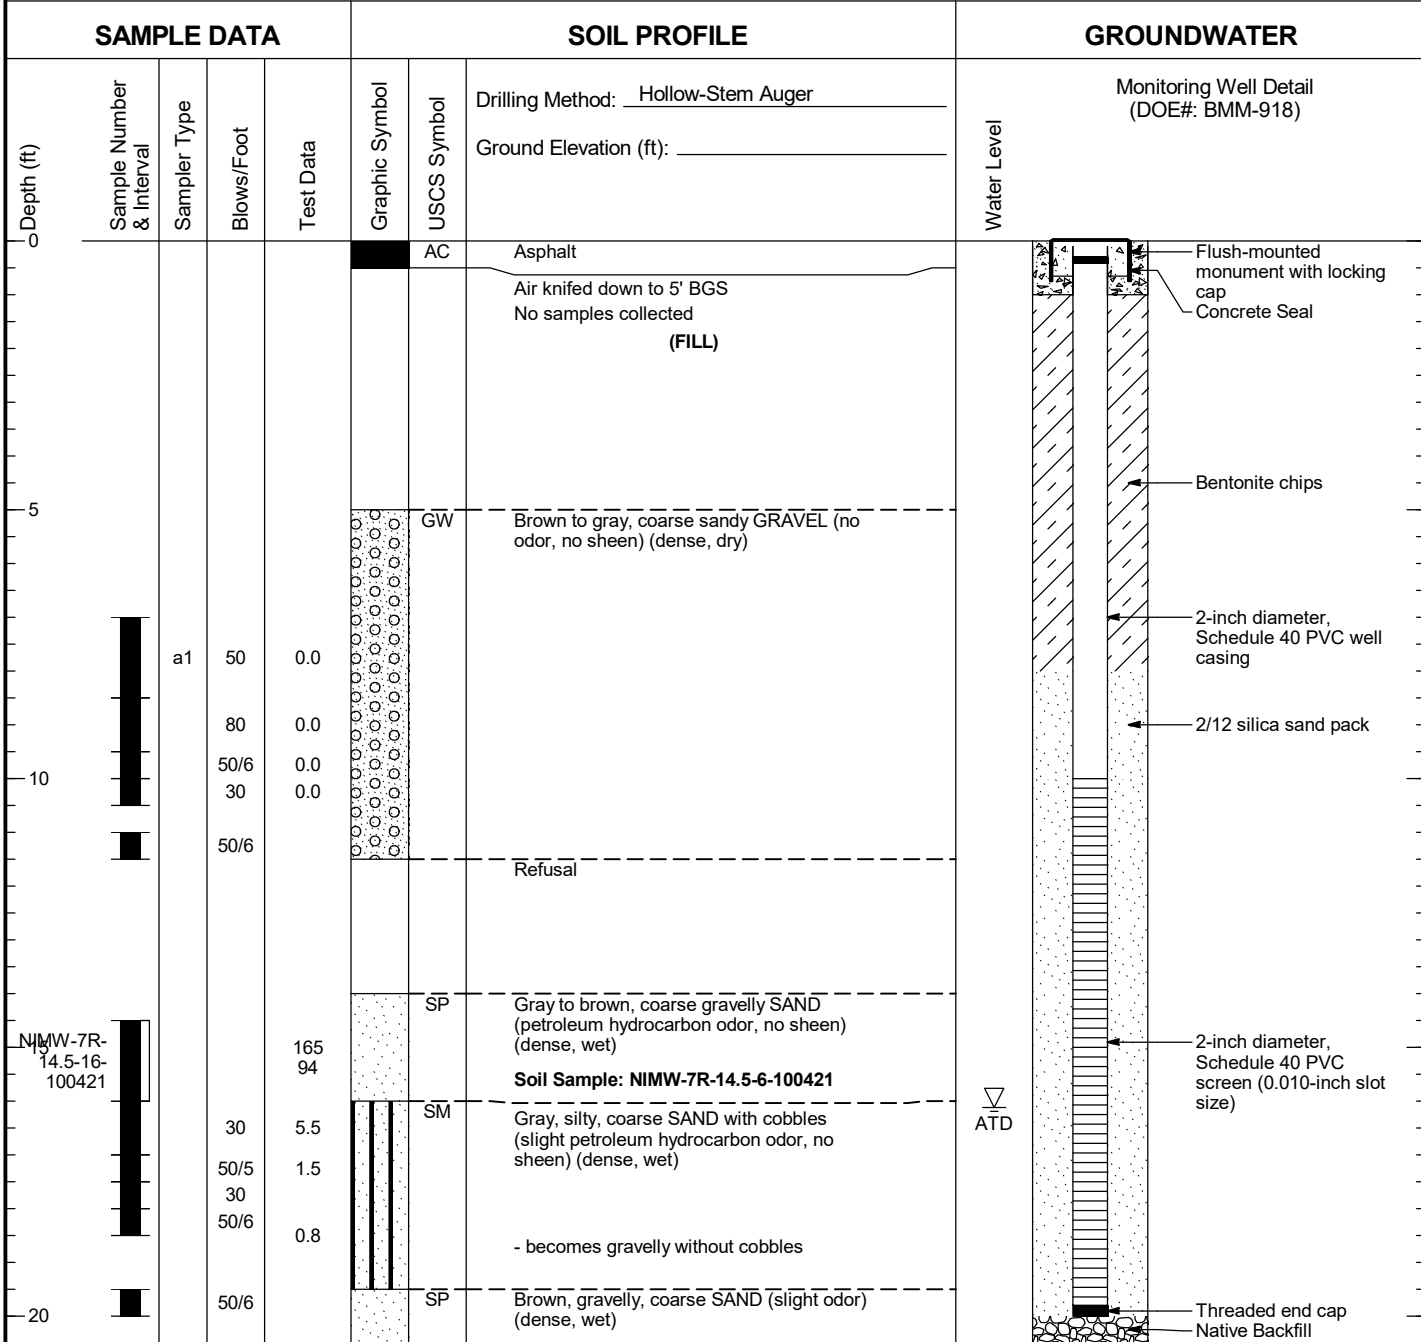 SAMPLE DATA
SOIL PROFILE
GROUNDWATER
Depth (ft)
Sample Number
& Interval
Sampler Type
Blows/Foot
Test Data
Graphic Symbol
USCS Symbol
Drilling Method: Hollow-Stem Auger
Ground Elevation (ft):
Water Level
Monitoring Well Detail
(DOE#: BMM-918)
0
AC
Asphalt
Air knifed down to 5' BGS
No samples collected
(FILL)
Flush-mounted
monument with locking
cap
Concrete Seal
Bentonite chips
5
GW
Brown to gray, coarse sandy GRAVEL (no
odor, no sheen) (dense, dry)
2-inch diameter,
Schedule 40 PVC well
casing
a1
50
0.0
80
0.0
2/12 silica sand pack
50/6
0.0
10
30
0.0
50/6
Refusal
SP
Gray to brown, coarse gravelly SAND
(petroleum hydrocarbon odor, no sheen)
(dense, wet)
Soil Sample: NIMW-7R-14.5-6-100421
NIMW-7R-
14.5-16-
100421
15
165
94
2-inch diameter,
Schedule 40 PVC
screen (0.010-inch slot
size)
ATD
SM
Gray, silty, coarse SAND with cobbles
(slight petroleum hydrocarbon odor, no
sheen) (dense, wet)
30
5.5
50/5
1.5
30
50/6
0.8
- becomes gravelly without cobbles
SP
Brown, gravelly, coarse SAND (slight odor)
(dense, wet)
50/6
20
Threaded end cap
Native Backfill